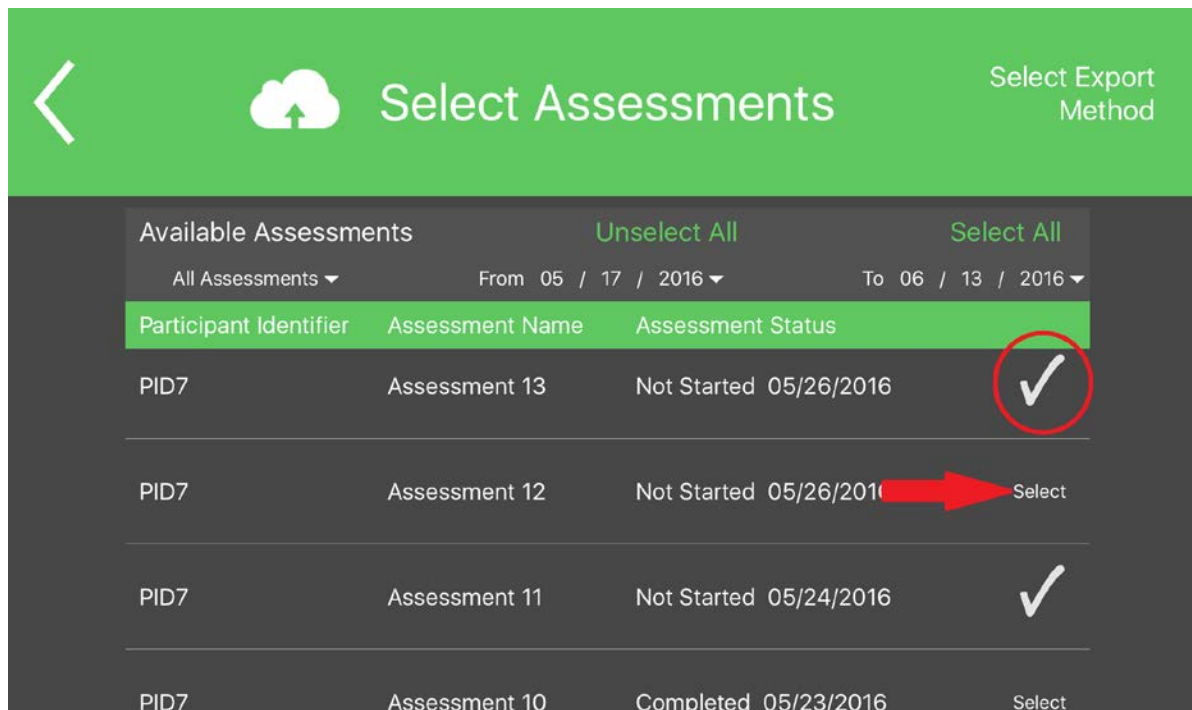 Select Assessments
Select Export
Method
Available Assessments Unselect All Select All
All Assessments From 05 / 17 / 2016 To 06 / 13 / 2016
Participant Identifier Assessment Name Assessment Status
PID7 Assessment 13 Not Started 05/26/2016
PID7 Assessment 12 Not Started 05/26/201 Select
PID7 Assessment 11 Not Started 05/24/2016
PID7 Assessment 10 Completed 05/23/2016 Select